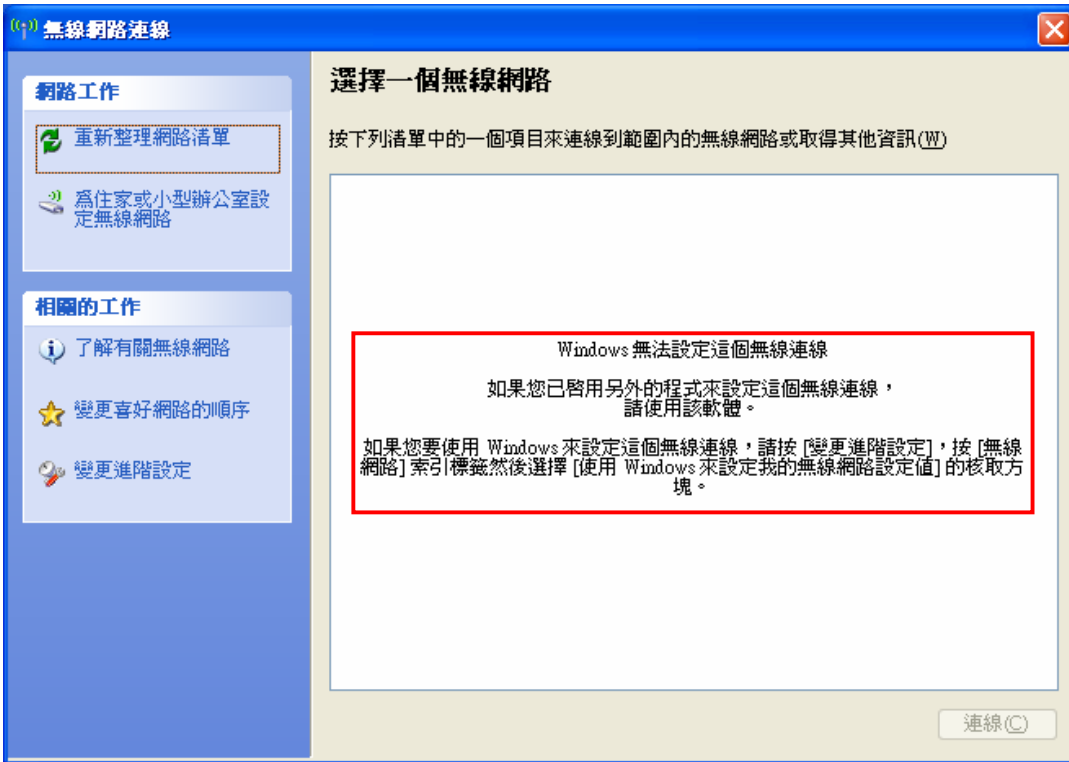 無線網路連線
網路工作
重新整理網路清單
為住家或小型辦公室設
定無線網路
相關的工作
了解有關無線網路
變更喜好網路的順序
變更進階設定
選擇一個無線網路
按下列清單中的一個項目來連線到範圍內的無線網路或取得其他資訊(W)
Windows 無法設定這個無線連線
如果您已啓用另外的程式來設定這個無線連線，
請使用該軟體。
如果您要使用 Windows 來設定這個無線連線，請按 [變更進階設定]，按 [無線
網路] 索引標籤然後選擇 [使用 Windows 來設定我的無線網路設定值] 的核取方
塊。
連線(C)